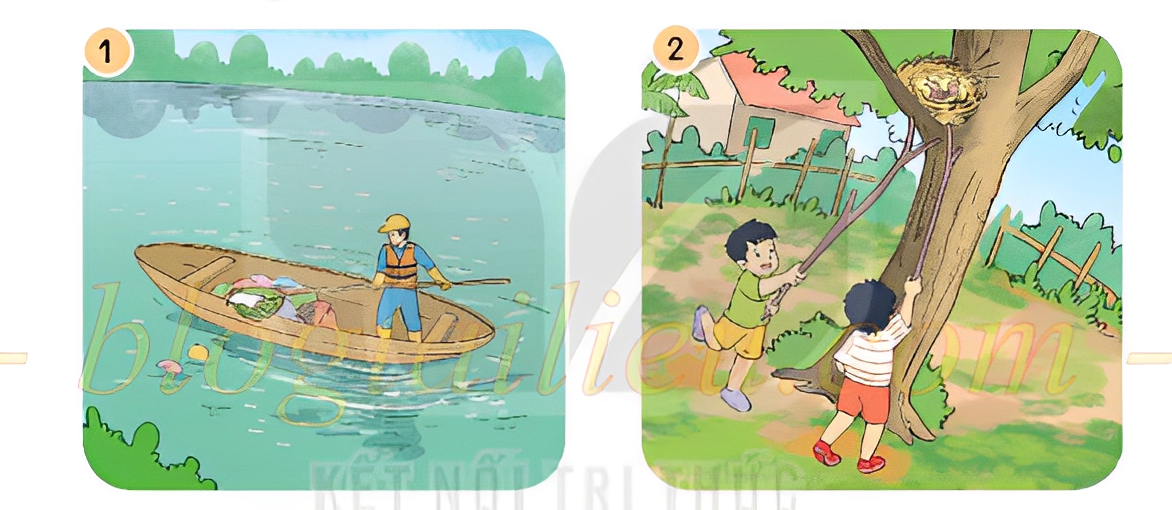 1
2
blogtailieu.com
KẾT NỐI TRI THỨC